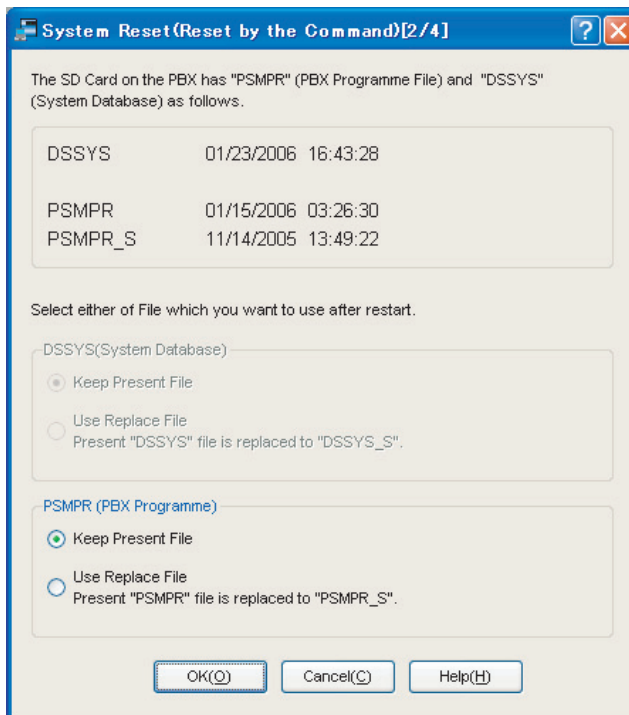 System Reset(Reset by the Command)[2/4]
The SD Card on the PBX has "PSMPR" (PBX Programme File) and "DSSYS"
(System Database) as follows.
DSSYS 01/23/2006 16:43:28
PSMPR 01/15/2006 03:26:30
PSMPR_S 11/14/2005 13:49:22
Select either of File which you want to use after restart.
DSSYS(System Database)
Keep Present File
Use Replace File
Present "DSSYS" file is replaced to "DSSYS_S".
PSMPR (PBX Programme)
Keep Present File
Use Replace File
Present "PSMPR" file is replaced to "PSMPR_S".
OK(O) Cancel(C) Help(H)